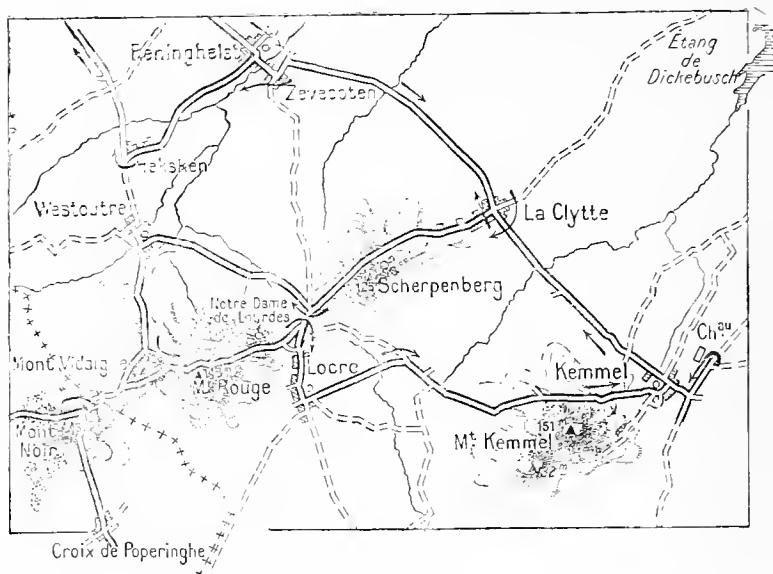 Reninghelst
Étang
de
Dickebusch
Zevecoten
Heksken
Westoutre
La Clytte
Scherpenberg
Notre Dame
de Lourdes
Chau
Mont Vidaigne
Mt Rouge
Locre
Kemmel
Mont
Noir
Mt Kemmel
151
Croix de Poperinghe